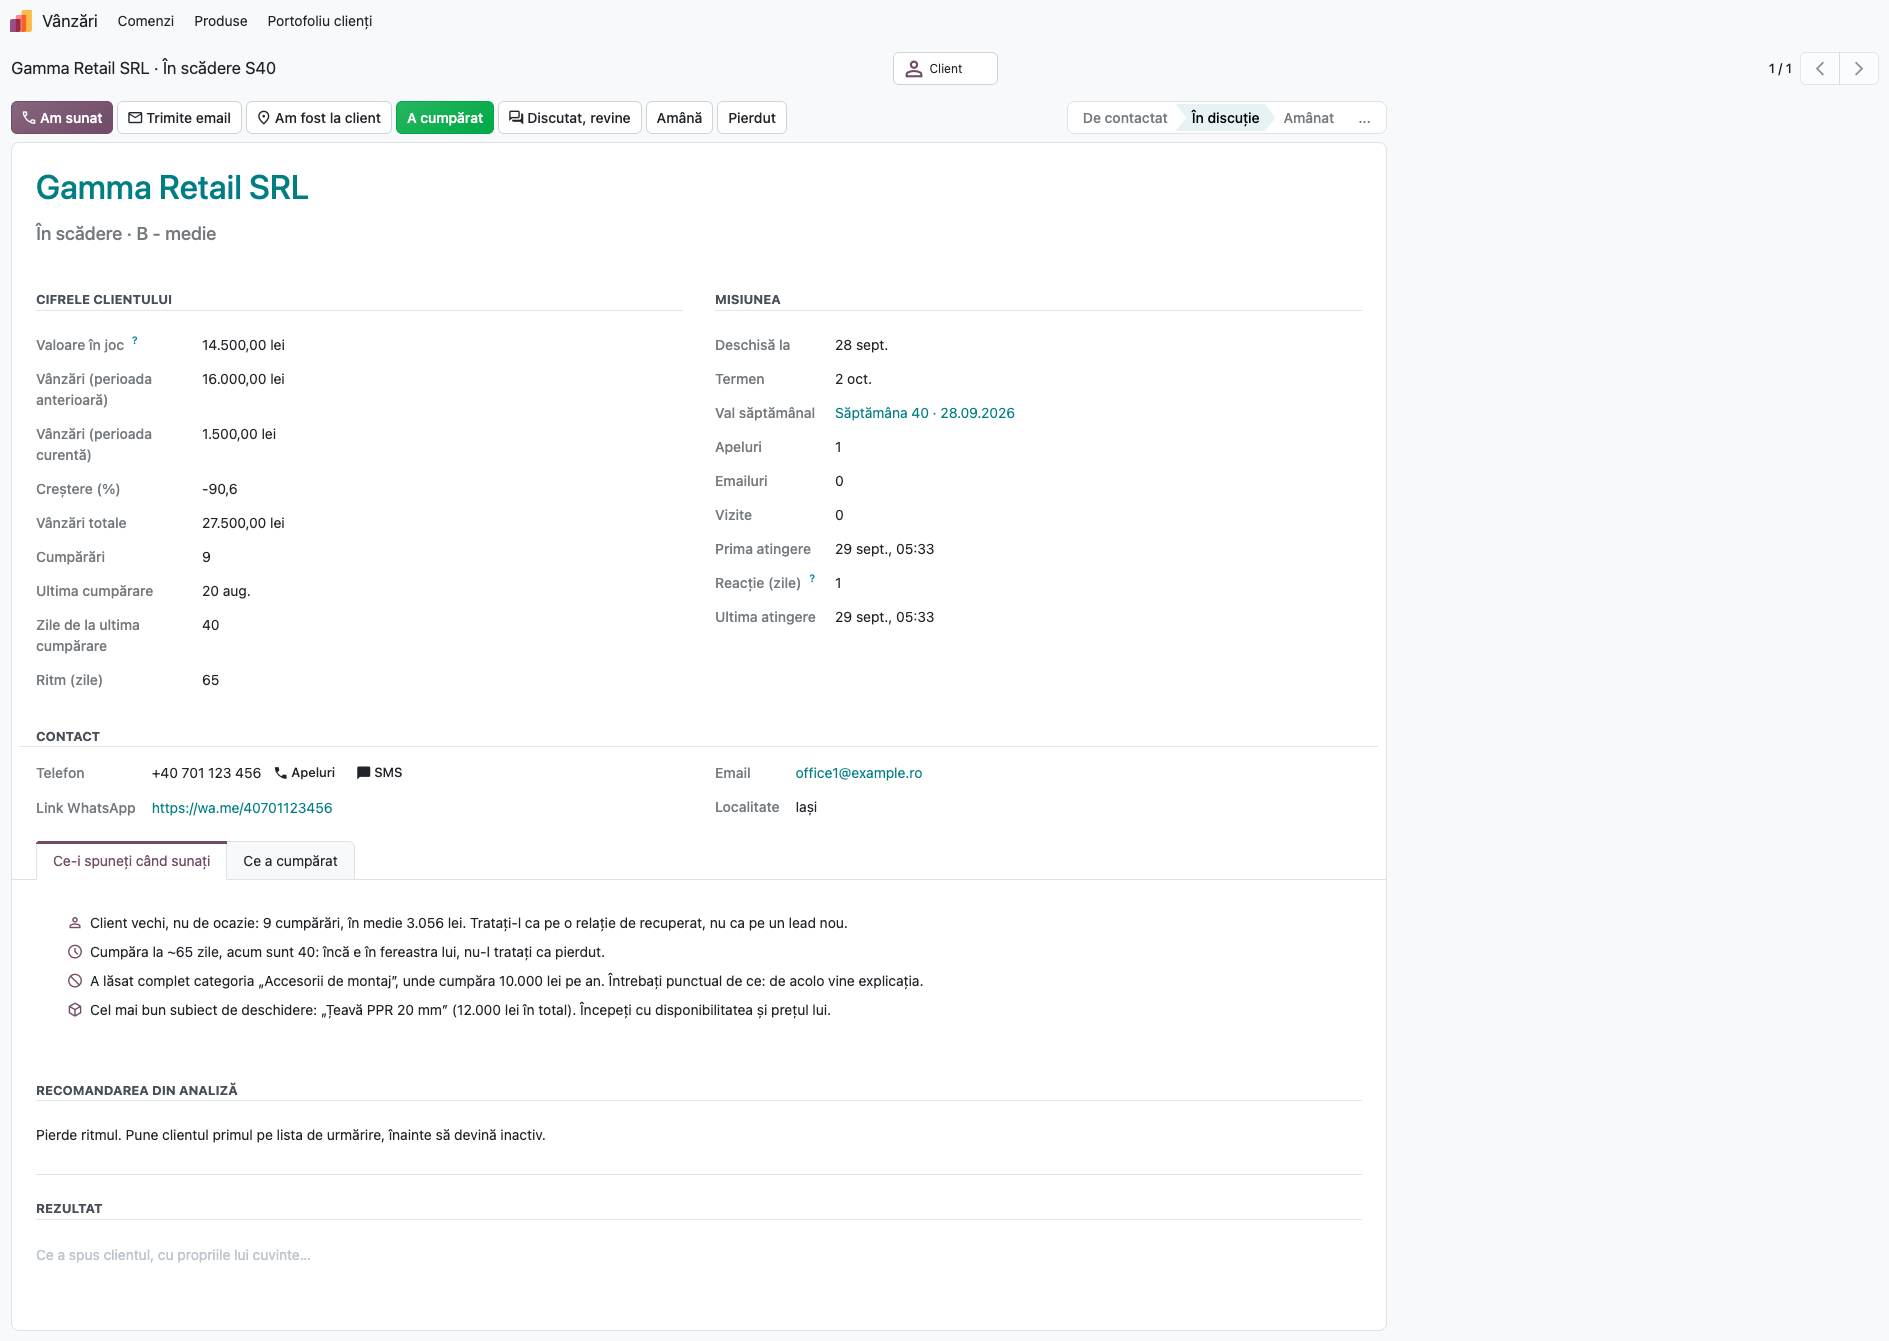 Vânzări Comenzi Produse Portofoliu clienți
Gamma Retail SRL · În scădere S40
Client
1 / 1
Am sunat
Trimite email
Am fost la client
A cumpărat
Discutat, revine
Amână
Pierdut
De contactat
În discuție
Amânat
...
Gamma Retail SRL
În scădere · B - medie
CIFRELE CLIENTULUI
Valoare în joc ? 14.500,00 lei
Vânzări (perioada anterioară) 16.000,00 lei
Vânzări (perioada curentă) 1.500,00 lei
Creștere (%) -90,6
Vânzări totale 27.500,00 lei
Cumpărări 9
Ultima cumpărare 20 aug.
Zile de la ultima cumpărare 40
Ritm (zile) 65
MISIUNEA
Deschisă la 28 sept.
Termen 2 oct.
Val săptămânal Săptămâna 40 · 28.09.2026
Apeluri 1
Emailuri 0
Vizite 0
Prima atingere 29 sept., 05:33
Reacție (zile) ? 1
Ultima atingere 29 sept., 05:33
CONTACT
Telefon +40 701 123 456 Apeluri SMS
Link WhatsApp https://wa.me/40701123456
Email office1@example.ro
Localitate Iași
Ce-i spuneți când sunați
Ce a cumpărat
Client vechi, nu de ocazie: 9 cumpărări, în medie 3.056 lei. Tratați-l ca pe o relație de recuperat, nu ca pe un lead nou.
Cumpăra la ~65 zile, acum sunt 40: încă e în fereastra lui, nu-l tratați ca pierdut.
A lăsat complet categoria „Accesorii de montaj”, unde cumpăra 10.000 lei pe an. Întrebați punctual de ce: de acolo vine explicația.
Cel mai bun subiect de deschidere: „Țeavă PPR 20 mm” (12.000 lei în total). Începeți cu disponibilitatea și prețul lui.
RECOMANDAREA DIN ANALIZĂ
Pierde ritmul. Pune clientul primul pe lista de urmărire, înainte să devină inactiv.
REZULTAT
Ce a spus clientul, cu propriile lui cuvinte...